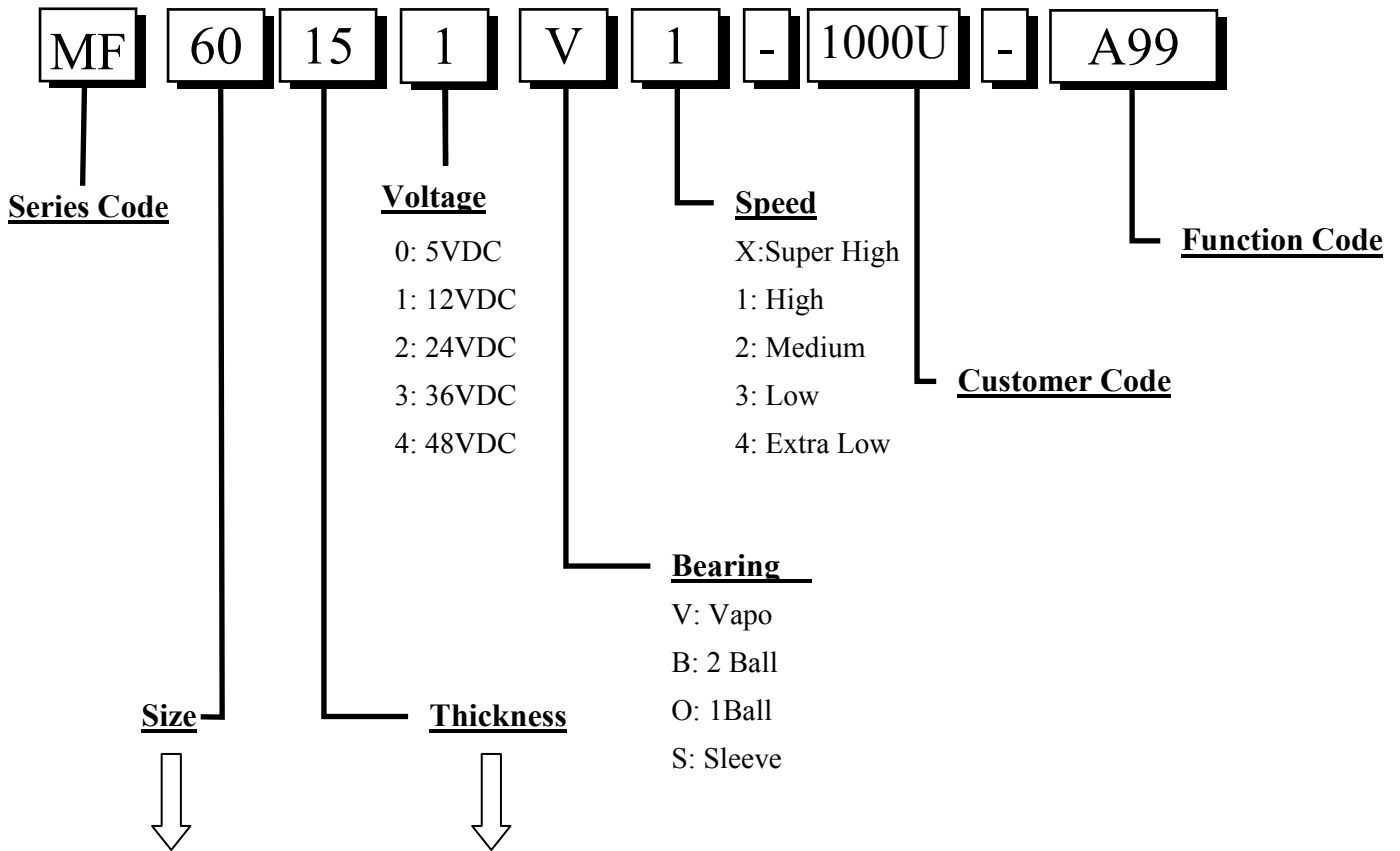 MF 60 15 1 V 1 - 1000U - A99
Series Code
Voltage
0: 5VDC
1: 12VDC
2: 24VDC
3: 36VDC
4: 48VDC
Speed
X:Super High
1: High
2: Medium
3: Low
4: Extra Low
Function Code
Customer Code
Bearing
V: Vapo
B: 2 Ball
O: 1Ball
S: Sleeve
Size
Thickness